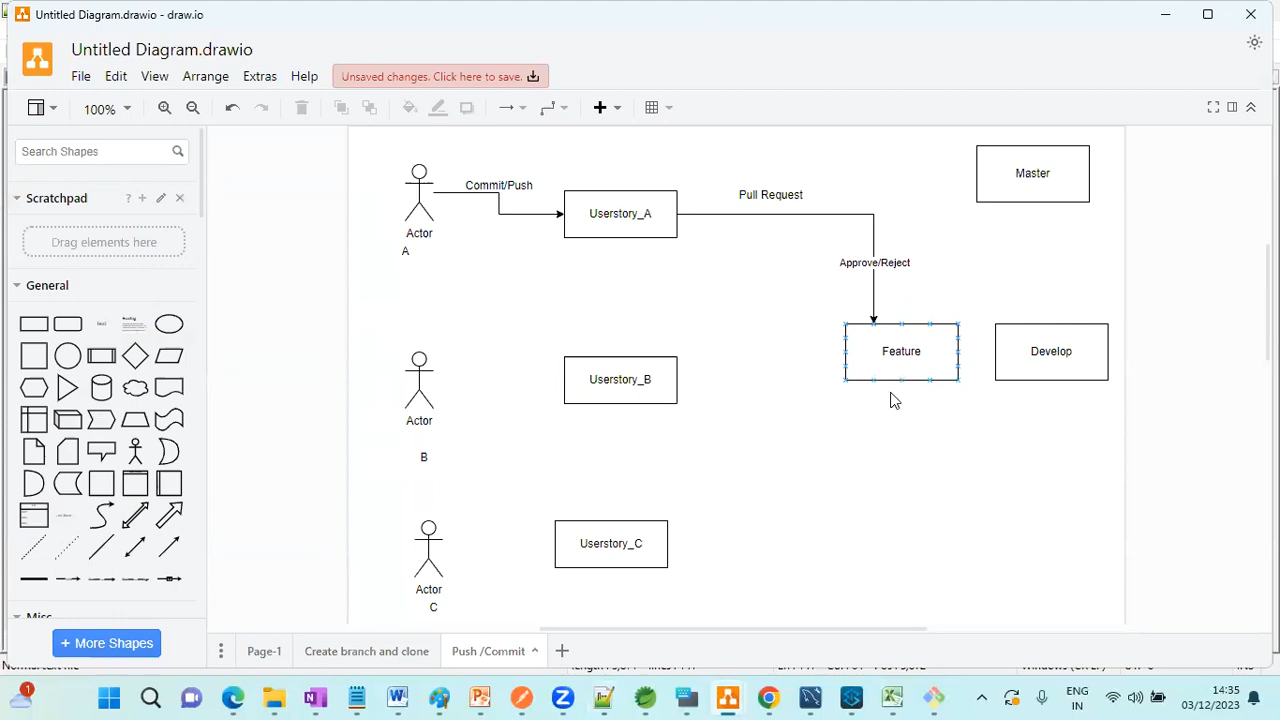 Untitled Diagram.drawio - draw.io
Untitled Diagram.drawio
File Edit View Arrange Extras Help
Unsaved changes. Click here to save.
100%
Search Shapes
Scratchpad
?
Drag elements here
General
Text
Heading
Misc
+ More Shapes
Master
Commit/Push
Pull Request
Userstory_A
Actor
A
Approve/Reject
Feature
Develop
Userstory_B
Actor
B
Userstory_C
Actor
C
Page-1
Create branch and clone
Push /Commit
1
ENG
IN
14:35
03/12/2023